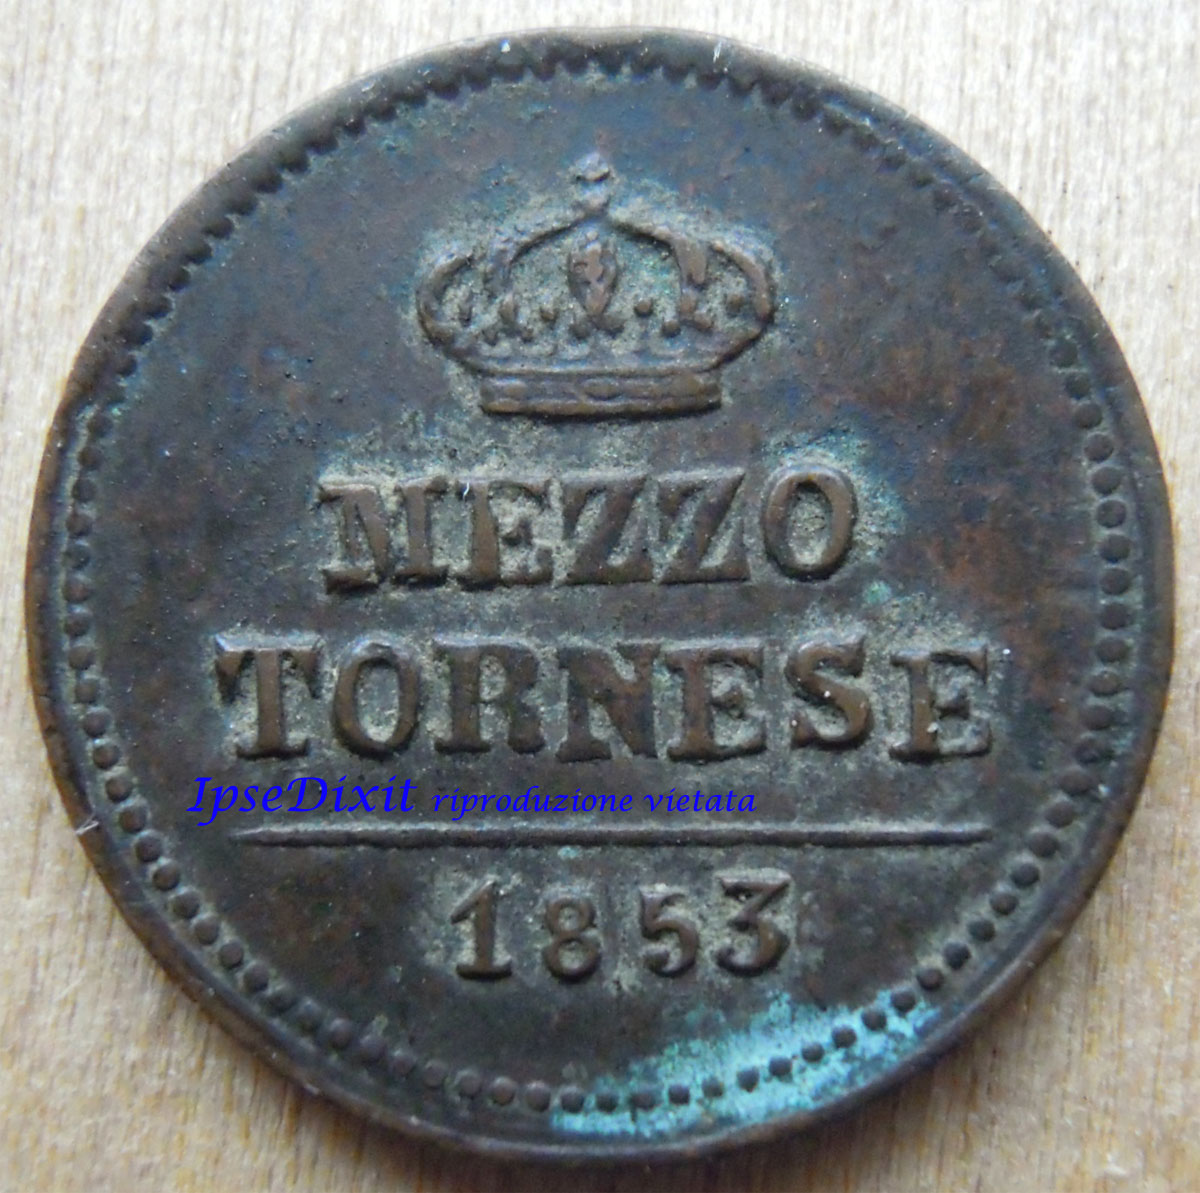 MEZZO
TORNESE
IpseDixit riproduzione vietata
1853